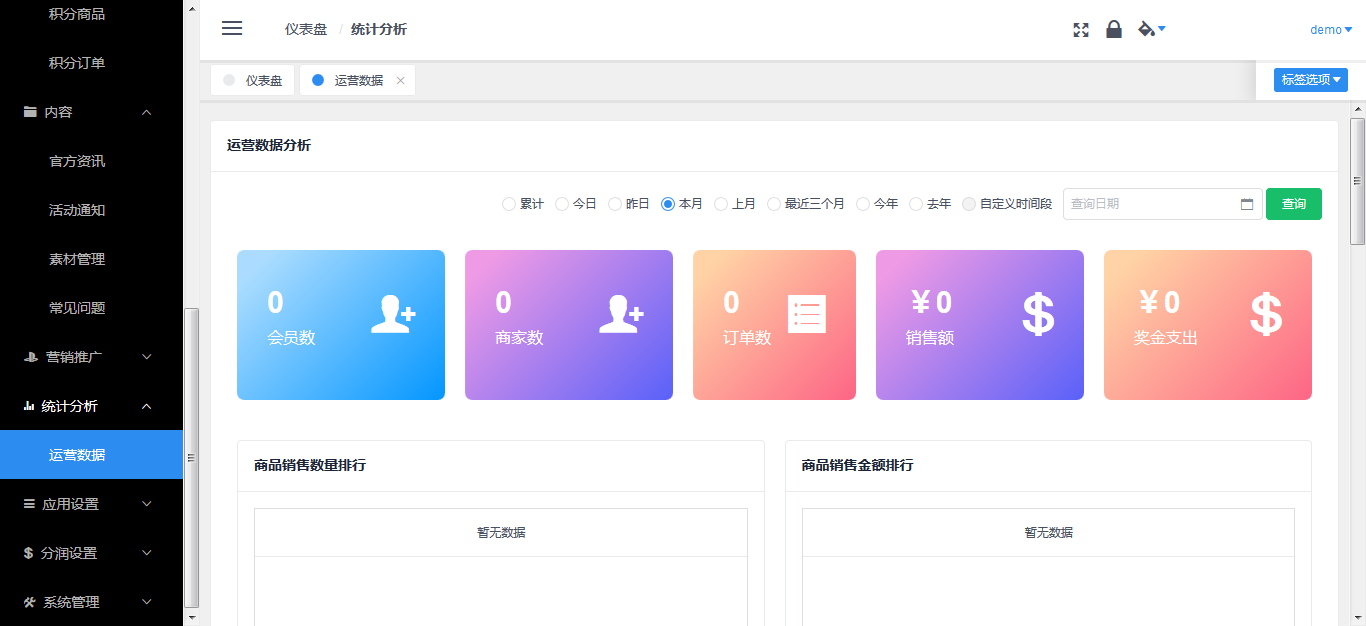 积分商品
积分订单
内容
官方资讯
活动通知
素材管理
常见问题
营销推广
统计分析
运营数据
应用设置
分润设置
系统管理
仪表盘 / 统计分析
demo
仪表盘 运营数据
标签选项
运营数据分析
累计 今日 昨日 本月 上月 最近三个月 今年 去年 自定义时间段 查询日期 查询
0 0 0 ¥0 ¥0
会员数 商家数 订单数 销售额 奖金支出
商品销售数量排行 商品销售金额排行
暂无数据 暂无数据